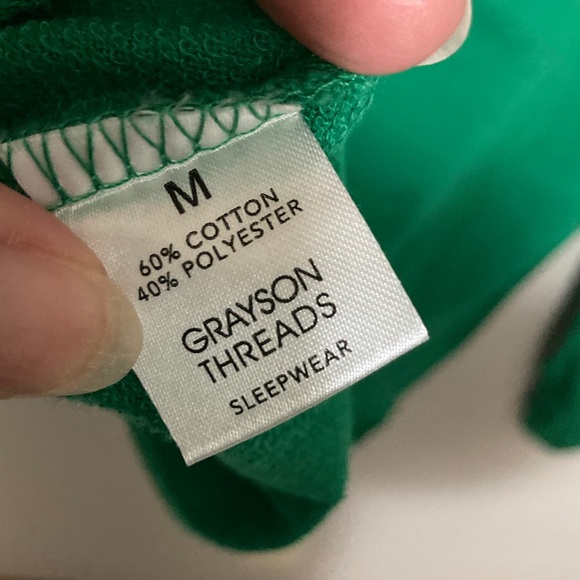 M
60% COTTON
40% POLYESTER
GRAYSON
THREADS
SLEEPWEAR